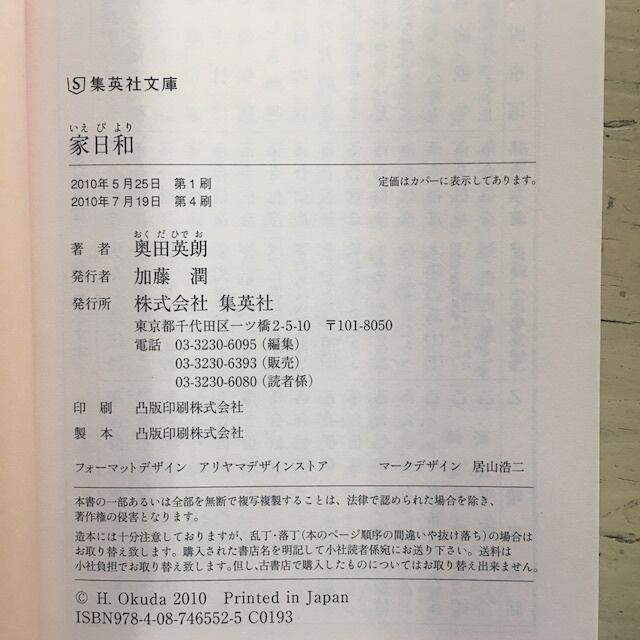 S 集英社文庫
いえ び より
家日和
2010年5月25日 第1刷
2010年7月19日 第4刷
定価はカバーに表示してあります。
おく だ ひで お
著 者 奥田英朗
発行者 加藤 潤
発行所 株式会社 集英社
東京都千代田区一ツ橋2-5-10 〒101-8050
電話 03-3230-6095(編集)
03-3230-6393(販売)
03-3230-6080(読者係)
印 刷 凸版印刷株式会社
製 本 凸版印刷株式会社
フォーマットデザイン アリヤマデザインストア マークデザイン 居山浩二
本書の一部あるいは全部を無断で複写複製することは、法律で認められた場合を除き、
著作権の侵害となります。
造本には十分注意しておりますが、乱丁・落丁(本のページ順序の間違いや抜け落ち)の場合は
お取り替え致します。購入された書店名を明記して小社読者係宛にお送り下さい。送料は
小社負担でお取り替え致します。但し、古書店で購入したものについてはお取り替え出来ません。
© H. Okuda 2010 Printed in Japan
ISBN978-4-08-746552-5 C0193